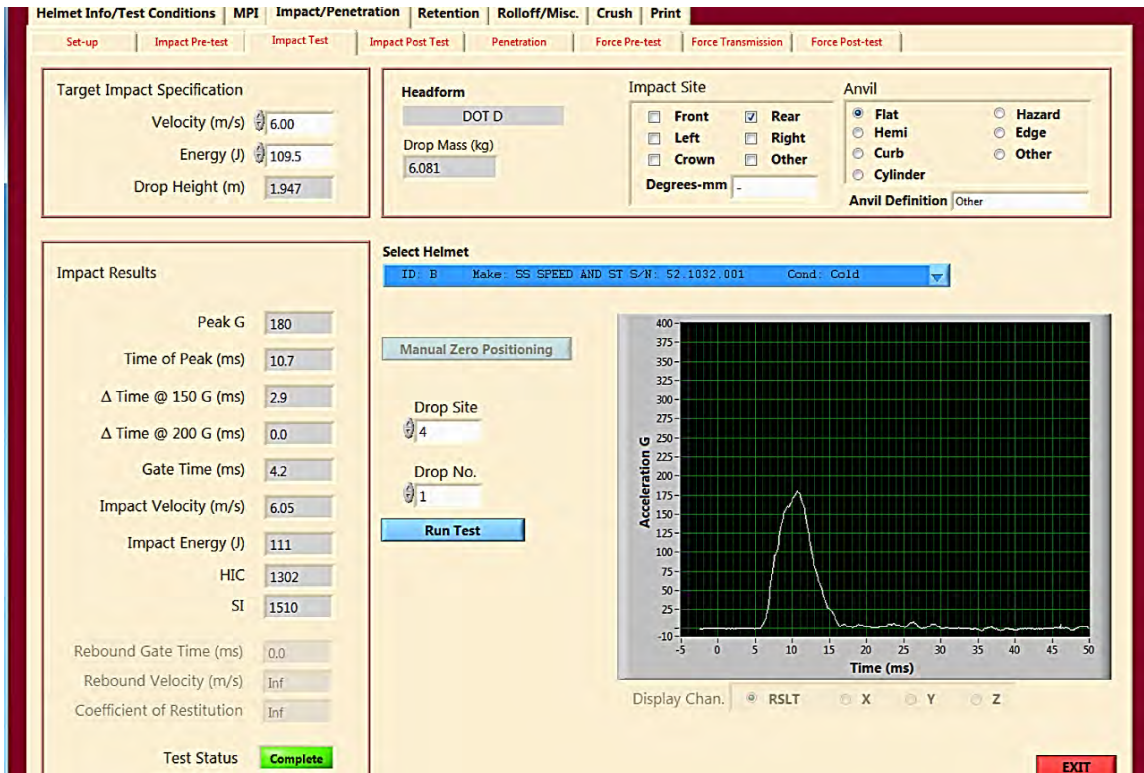 Helmet Info/Test Conditions MPI Impact/Penetration Retention Rolloff/Misc. Crush Print
Set-up Impact Pre-test Impact Test Impact Post Test Penetration Force Pre-test Force Transmission Force Post-test
Target Impact Specification
Velocity (m/s) 6.00
Energy (J) 109.5
Drop Height (m) 1.947
Headform
DOT D
Drop Mass (kg)
6.081
Impact Site
Front Rear
Left Right
Crown Other
Degrees-mm -
Anvil
Flat Hazard
Hemi Edge
Curb Other
Cylinder
Anvil Definition Other
Impact Results
Peak G 180
Time of Peak (ms) 10.7
Δ Time @ 150 G (ms) 2.9
Δ Time @ 200 G (ms) 0.0
Gate Time (ms) 4.2
Impact Velocity (m/s) 6.05
Impact Energy (J) 111
HIC 1302
SI 1510
Rebound Gate Time (ms) 0.0
Rebound Velocity (m/s) Inf
Coefficient of Restitution Inf
Test Status Complete
Select Helmet
ID: B Make: SS SPEED AND ST S/N: 52.1032.001 Cond: Cold
Manual Zero Positioning
Drop Site
4
Drop No.
1
Run Test
Acceleration G
400
375
350
325
300
275
250
225
200
175
150
125
100
75
50
25
-10
-5 0 5 10 15 20 25 30 35 40 45 50
Time (ms)
Display Chan. RSLT X Y Z
EXIT